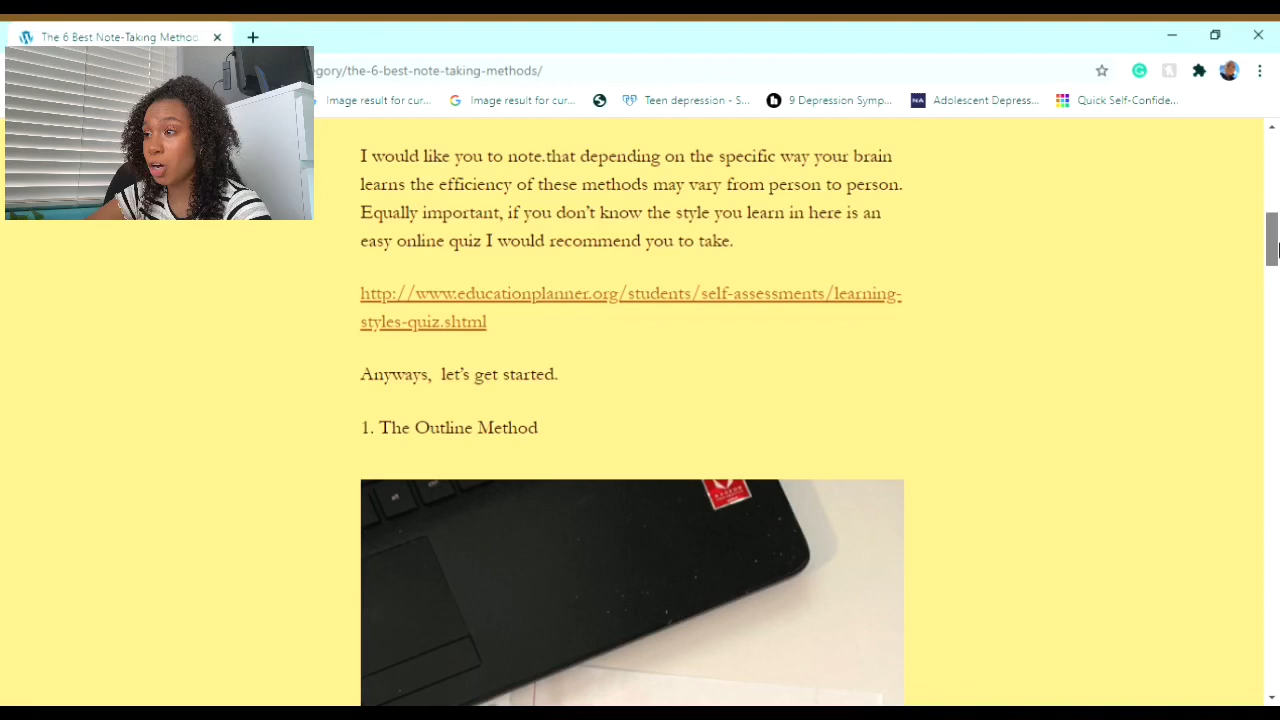 The 6 Best Note-Taking Metho
gory/the-6-best-note-taking-methods/
Image result for cur... Image result for cur... Teen depression - S... 9 Depression Symp... NA Adolescent Depress... Quick Self-Confide...
I would like you to note.that depending on the specific way your brain
learns the efficiency of these methods may vary from person to person.
Equally important, if you don't know the style you learn in here is an
easy online quiz I would recommend you to take.
http://www.educationplanner.org/students/self-assessments/learning-
styles-quiz.shtml
Anyways, let's get started.
1. The Outline Method